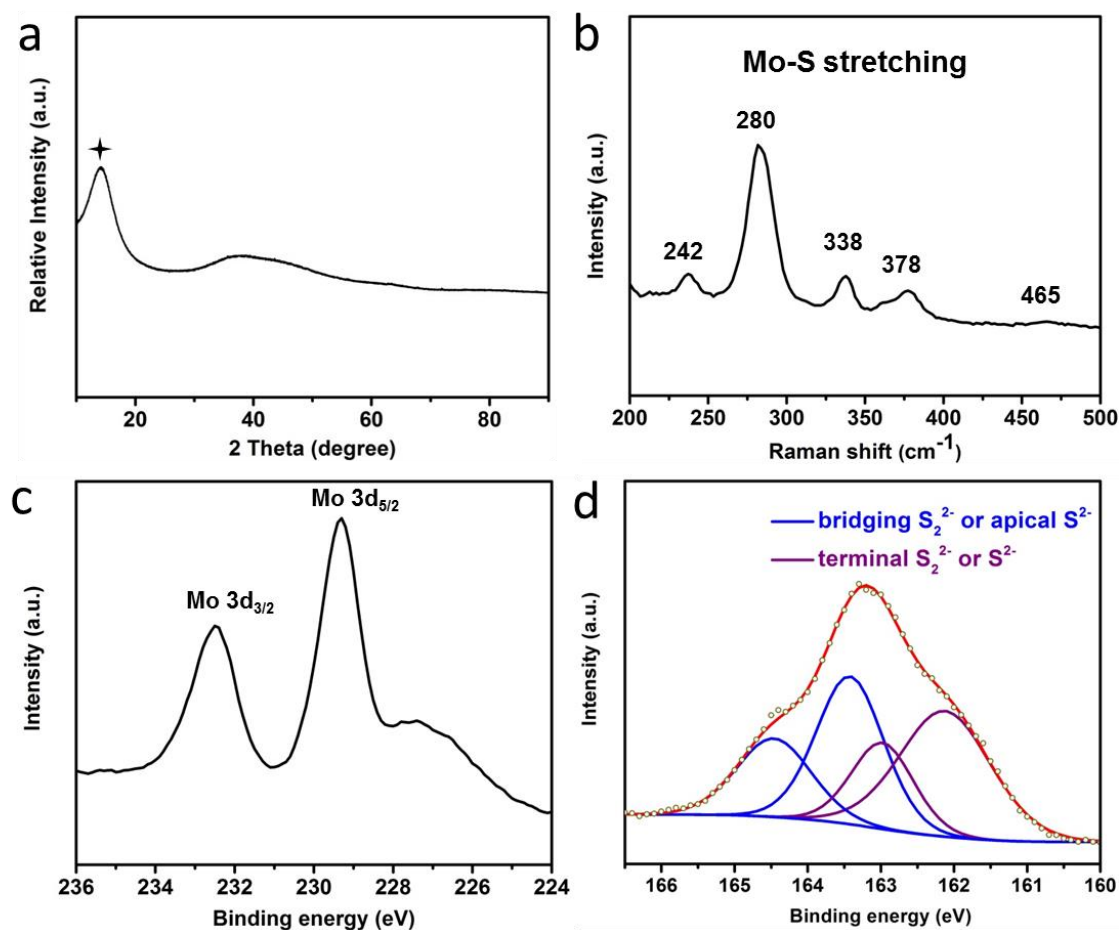 a
Relative Intensity (a.u.)
20 40 60 80
2 Theta (degree)
b
Mo-S stretching
280
242
338
378
465
Intensity (a.u.)
200 250 300 350 400 450 500
Raman shift (cm⁻¹)
c
Mo 3d₅/₂
Mo 3d₃/₂
Intensity (a.u.)
236 234 232 230 228 226 224
Binding energy (eV)
d
bridging S₂²⁻ or apical S²⁻
terminal S₂²⁻ or S²⁻
Intensity (a.u.)
166 165 164 163 162 161 160
Binding energy (eV)